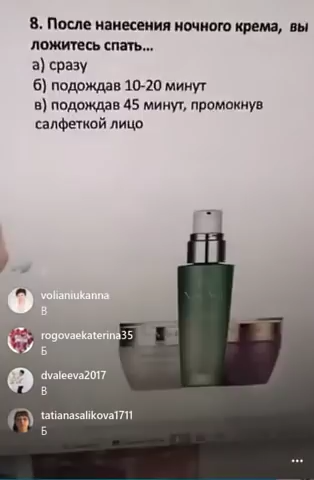 8. После нанесения ночного крема, вы
ложитесь спать...
а) сразу
б) подождав 10-20 минут
в) подождав 45 минут, промокнув
салфеткой лицо
volianiukanna
В
rogovaekaterina35
Б
dvaleeva2017
В
tatianasalikova1711
Б